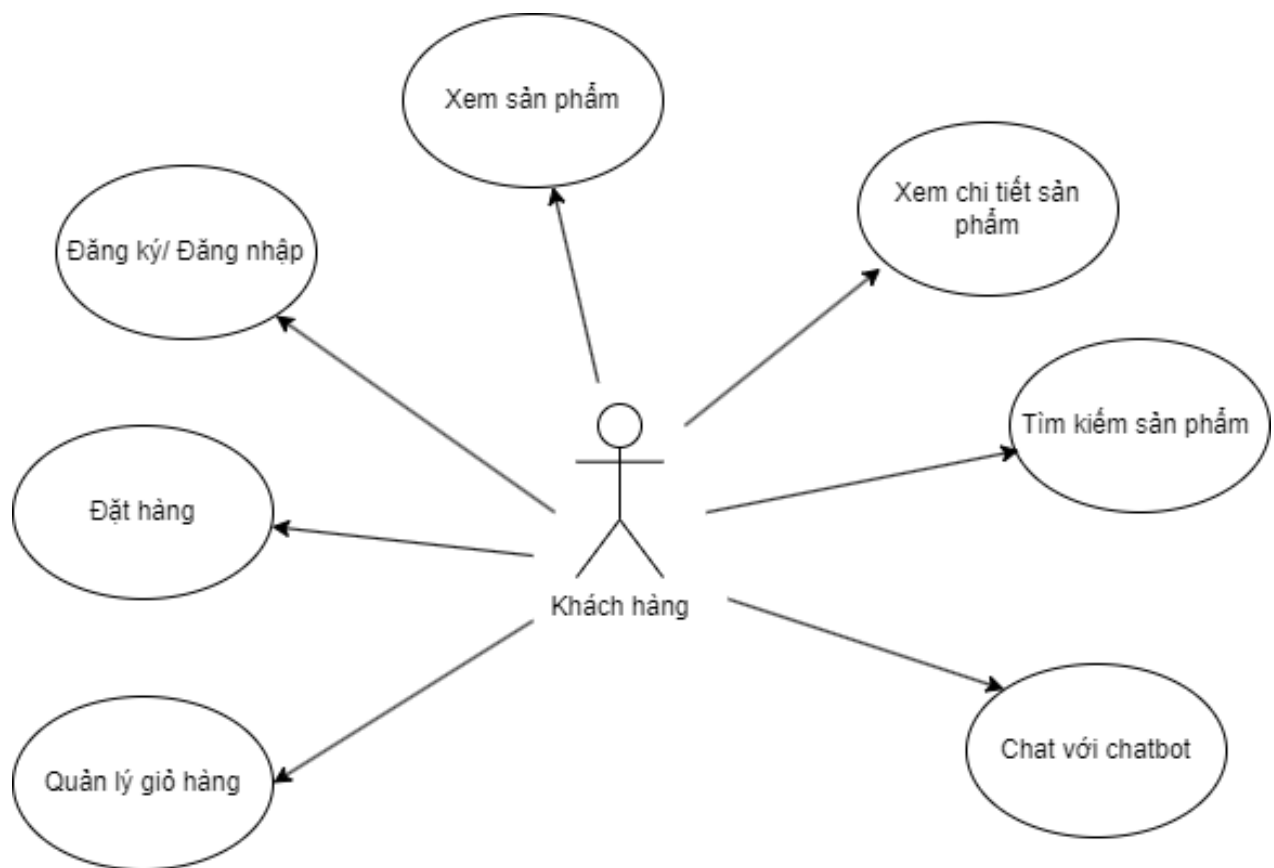 Xem sản phẩm
Xem chi tiết sản
phẩm
Đăng ký/ Đăng nhập
Tìm kiếm sản phẩm
Đặt hàng
Khách hàng
Chat với chatbot
Quản lý giỏ hàng